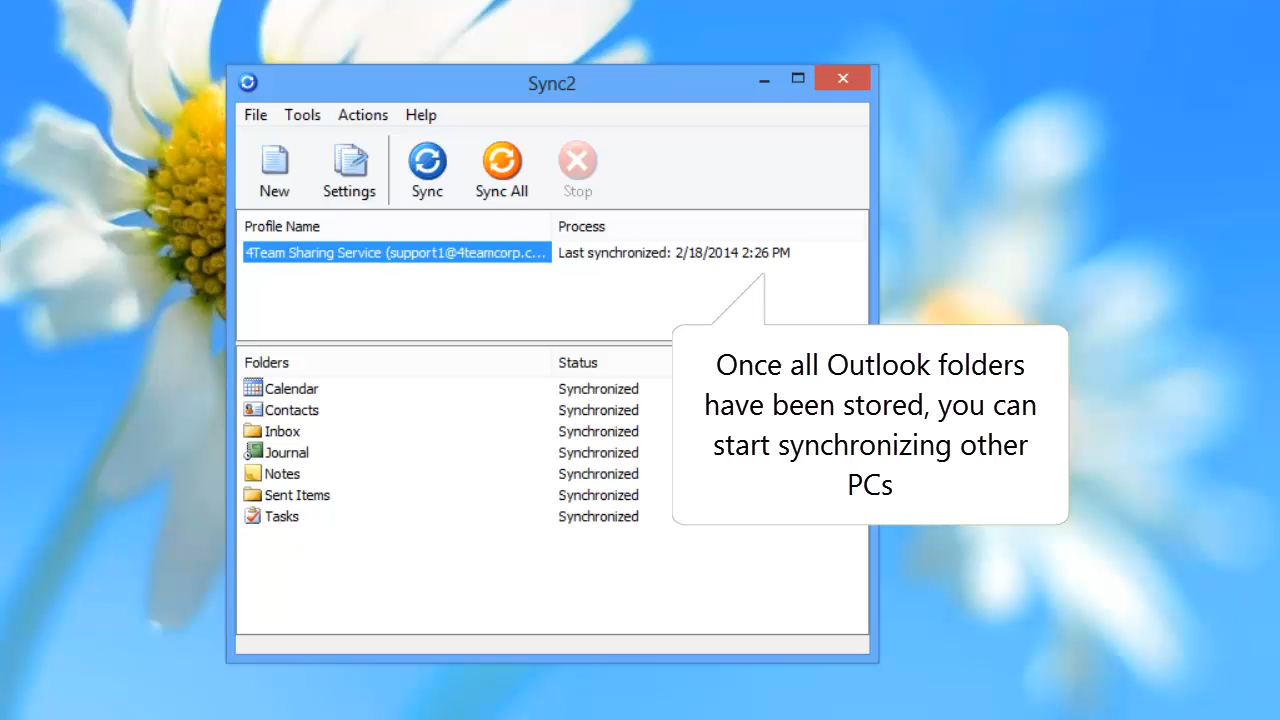 Sync2
File Tools Actions Help
New Settings Sync Sync All Stop
Profile Name Process
4Team Sharing Service (support1@4teamcorp.c... Last synchronized: 2/18/2014 2:26 PM
Folders Status
Calendar Synchronized
Contacts Synchronized
Inbox Synchronized
Journal Synchronized
Notes Synchronized
Sent Items Synchronized
Tasks Synchronized
Once all Outlook folders
have been stored, you can
start synchronizing other
PCs